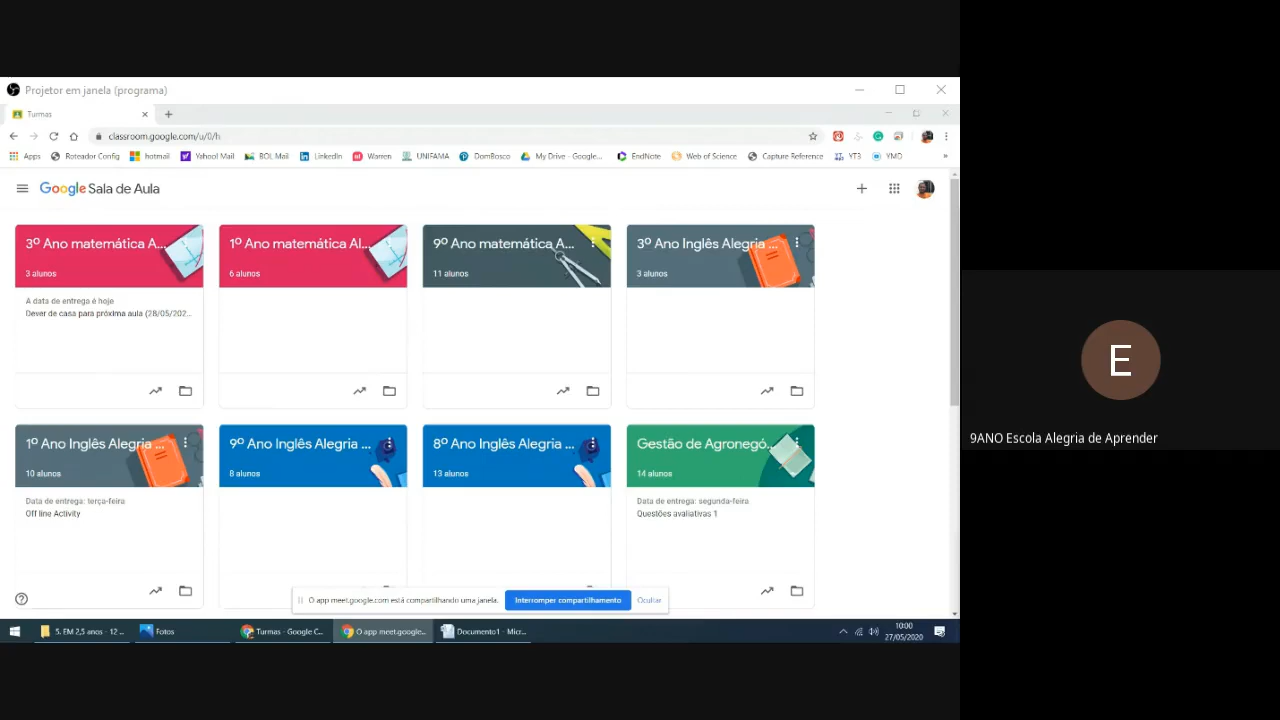 Projetor em janela (programa)
Turmas
classroom.google.com/u/0/h
Apps Roteador Config hotmail Yahool Mail BOL Mail LinkedIn Warren UNIFAMA DomBosco My Drive - Google... EndNote Web of Science Capture Reference YT3 YMD »
Google Sala de Aula
3º Ano matemática A...
3 alunos
A data de entrega é hoje
Dever de casa para próxima aula (28/05/202...
1º Ano matemática Al...
6 alunos
9º Ano matemática A...
11 alunos
3º Ano Inglês Alegria ...
3 alunos
1º Ano Inglês Alegria ...
10 alunos
Data de entrega: terça-feira
Off line Activity
9º Ano Inglês Alegria ...
8 alunos
8º Ano Inglês Alegria ...
13 alunos
Gestão de Agronegó...
14 alunos
Data de entrega: segunda-feira
Questões avaliativas 1
O app meet.google.com está compartilhando uma janela. Interromper compartilhamento Ocultar
5. EM 2,5 anos - 12 ... Fotos Turmas - Google C... O app meet.google... Documento1 - Micr...
10:00
27/05/2020
E
9ANO Escola Alegria de Aprender